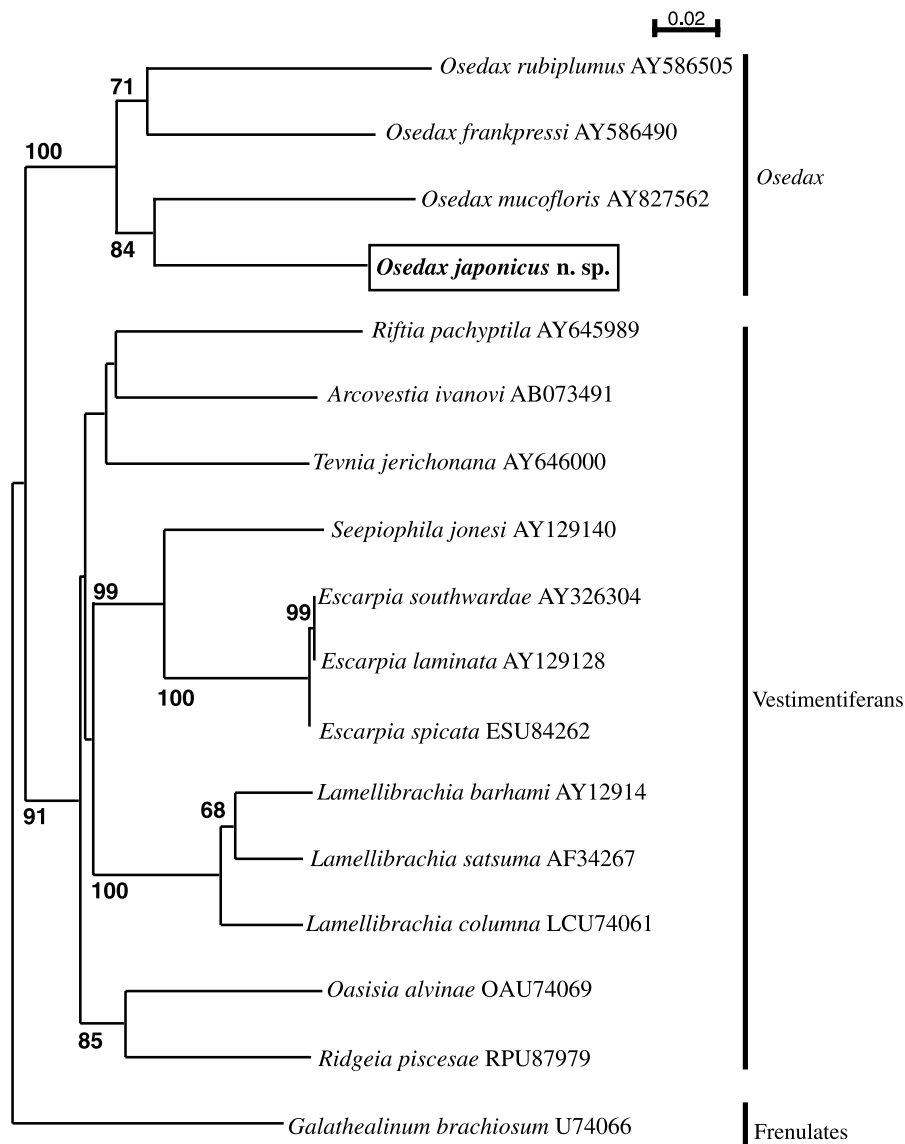 0.02
Osedax rubiplumus AY586505
71
Osedax frankpressi AY586490
100
Osedax
Osedax mucofloris AY827562
84
Osedax japonicus n. sp.
Riftia pachyptila AY645989
Arcovestia ivanovi AB073491
Tevnia jerichonana AY646000
Seepiophila jonesi AY129140
99
Escarpia southwardae AY326304
99
Escarpia laminata AY129128
100
Vestimentiferans
Escarpia spicata ESU84262
Lamellibrachia barhami AY12914
68
91
Lamellibrachia satsuma AF34267
100
Lamellibrachia columna LCU74061
Oasisia alvinae OAU74069
85
Ridgeia piscesae RPU87979
Galathealinum brachiosum U74066
Frenulates